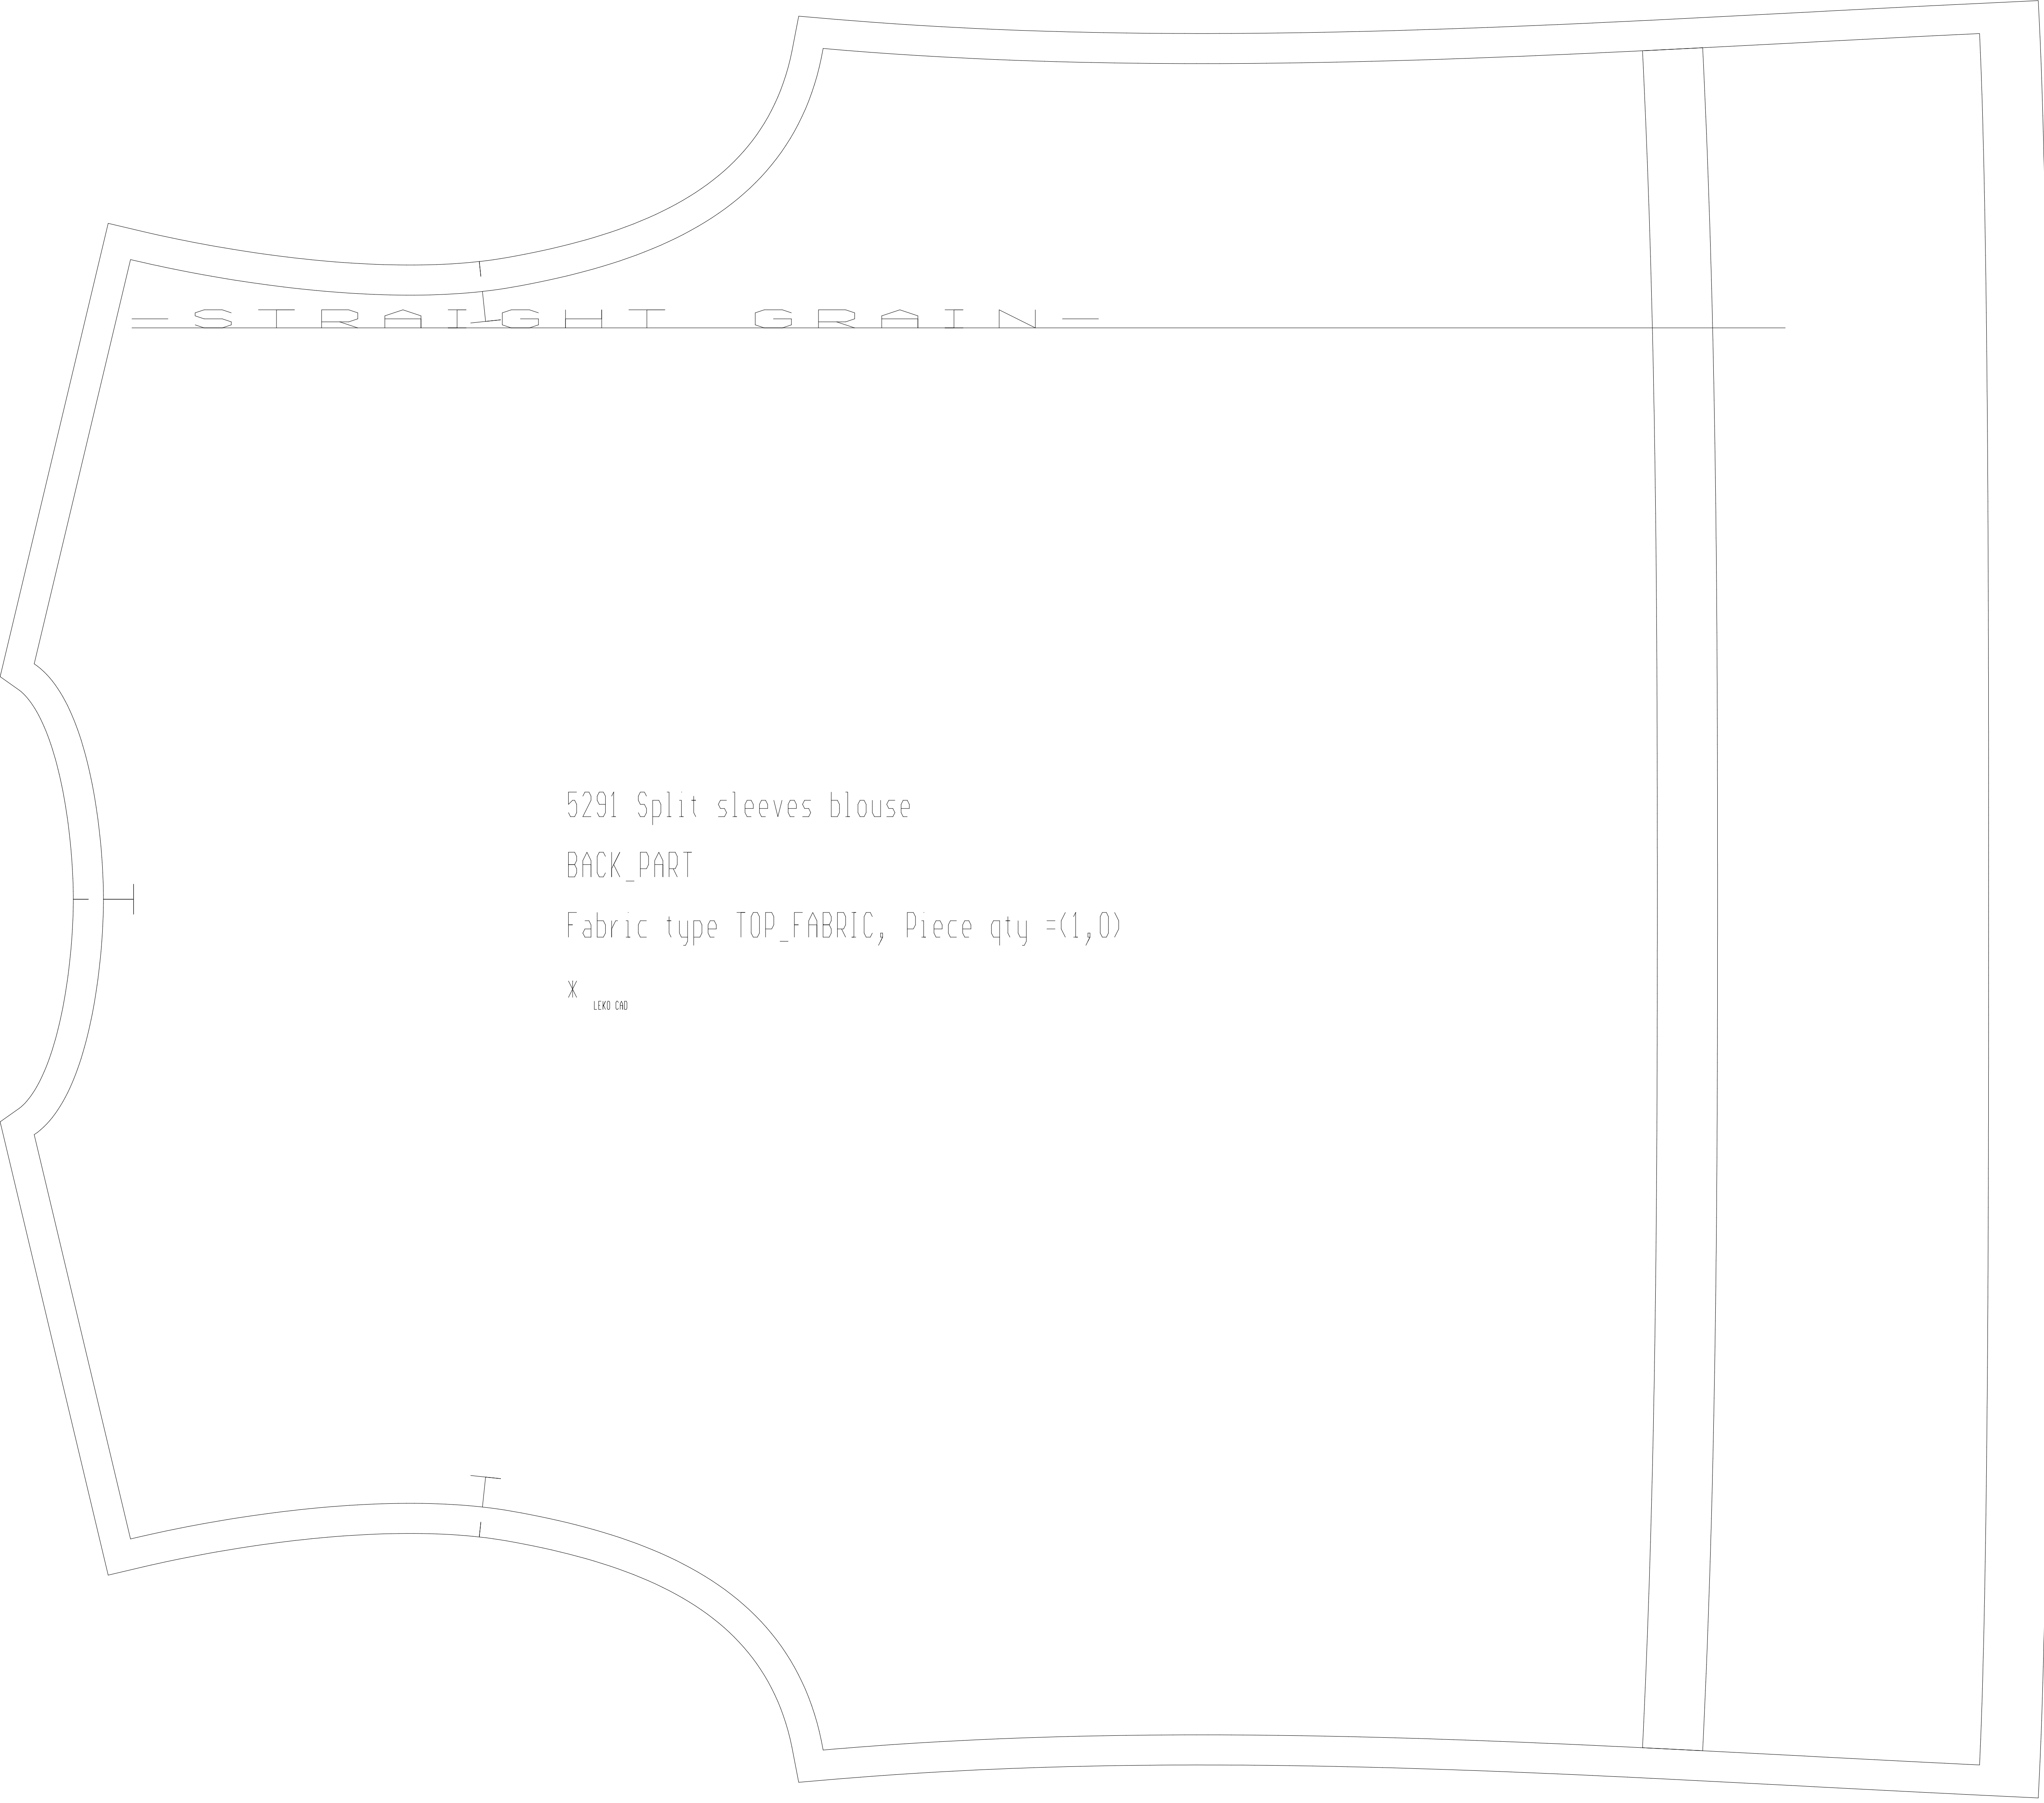 -STRAIGHT GRAIN-
5291 Split sleeves blouse
BACK_PART
Fabric type TOP_FABRIC, Piece qty =(1,0)
*
LEKO CAD